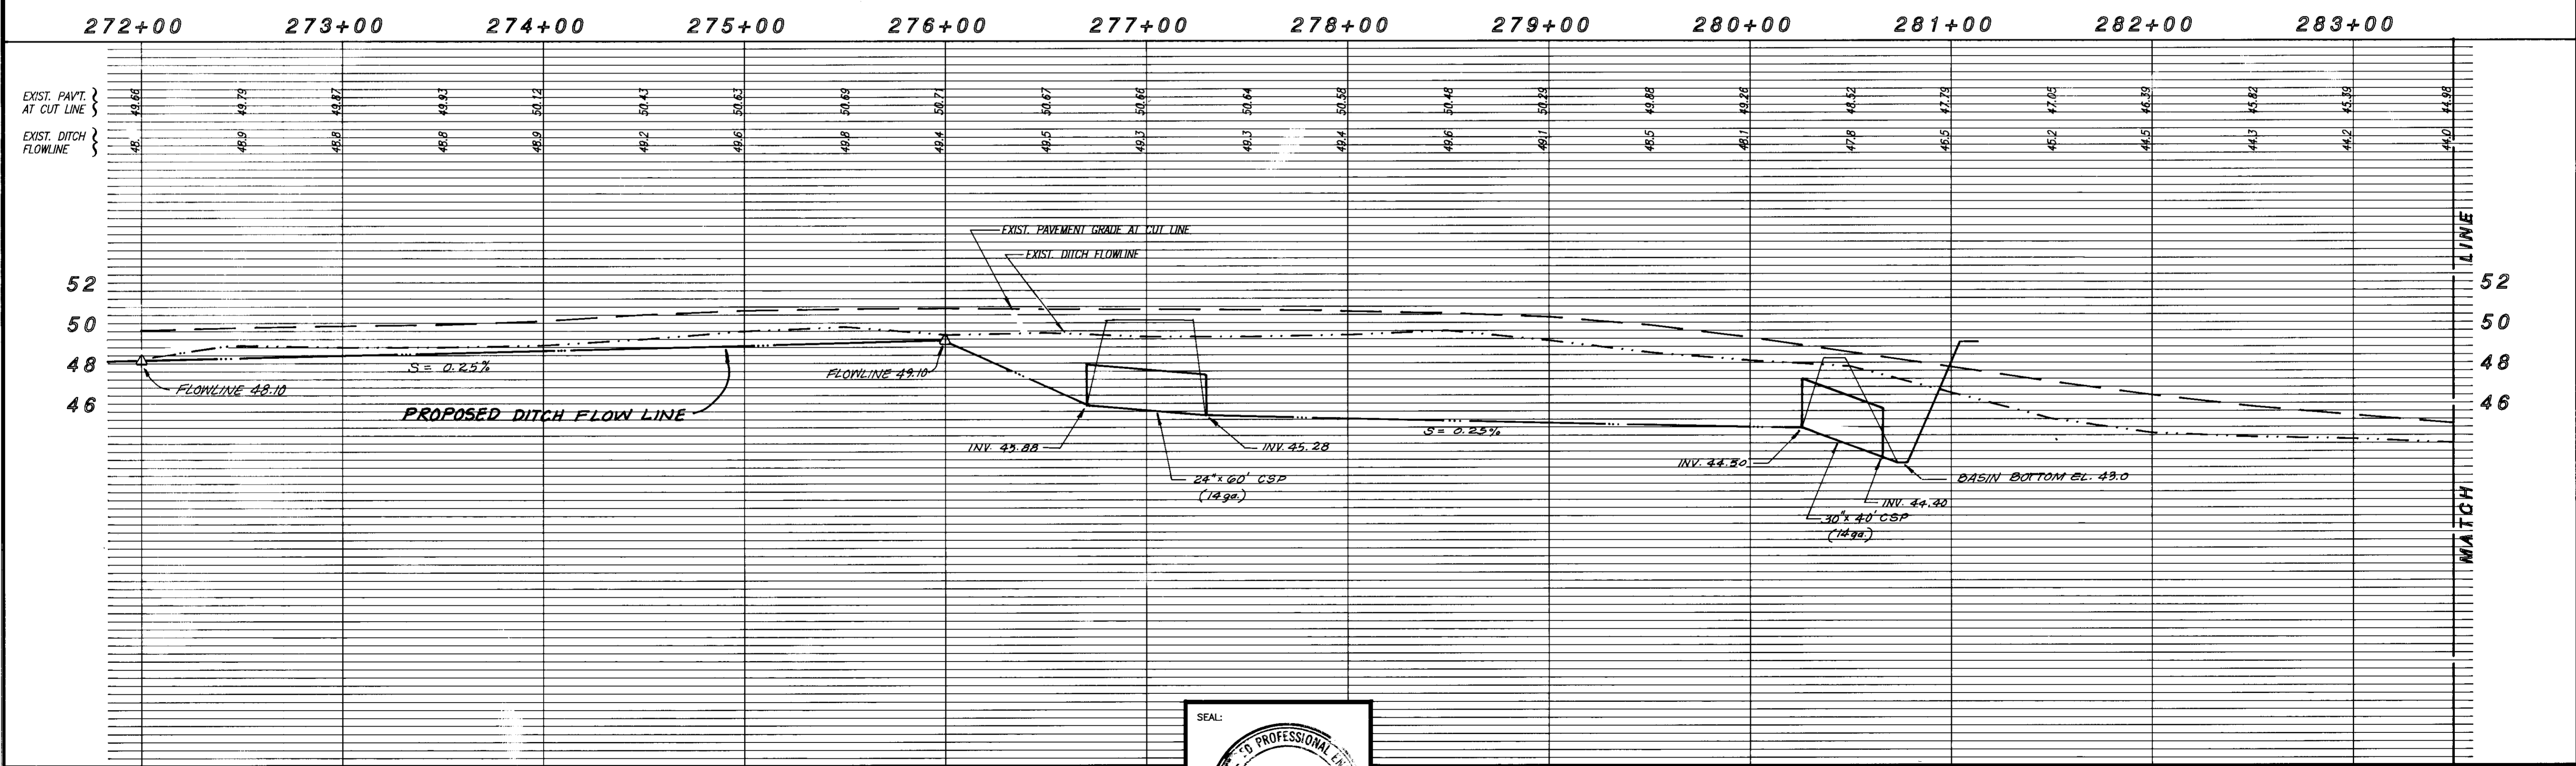 272+00 273+00 274+00 275+00 276+00 277+00 278+00 279+00 280+00 281+00 282+00 283+00
EXIST. PAV'T. AT CUT LINE } 49.66 49.79 49.87 49.93 50.12 50.43 50.63 50.69 50.71 50.67 50.66 50.64 50.58 50.48 50.29 49.88 49.26 48.52 47.79 47.05 46.39 45.82 45.39 44.98
EXIST. DITCH FLOWLINE } 48.1 48.9 48.8 48.8 48.9 49.2 49.6 49.8 49.4 49.5 49.3 49.3 49.4 49.6 49.1 48.5 48.1 47.8 46.5 45.2 44.5 44.3 44.2 44.0
EXIST. PAVEMENT GRADE AT CUT LINE
EXIST. DITCH FLOWLINE
52 52
50 50
48 48
46 46
S = 0.25%
FLOWLINE 48.10
FLOWLINE 49.10
PROPOSED DITCH FLOW LINE
INV. 45.88
INV. 45.28
24" x 60' CSP
(14 ga.)
S = 0.25%
INV. 44.50
BASIN BOTTOM EL. 43.0
INV. 44.40
30" x 40' CSP
(14 ga.)
MATCH LINE
SEAL:
PROFESSIONAL